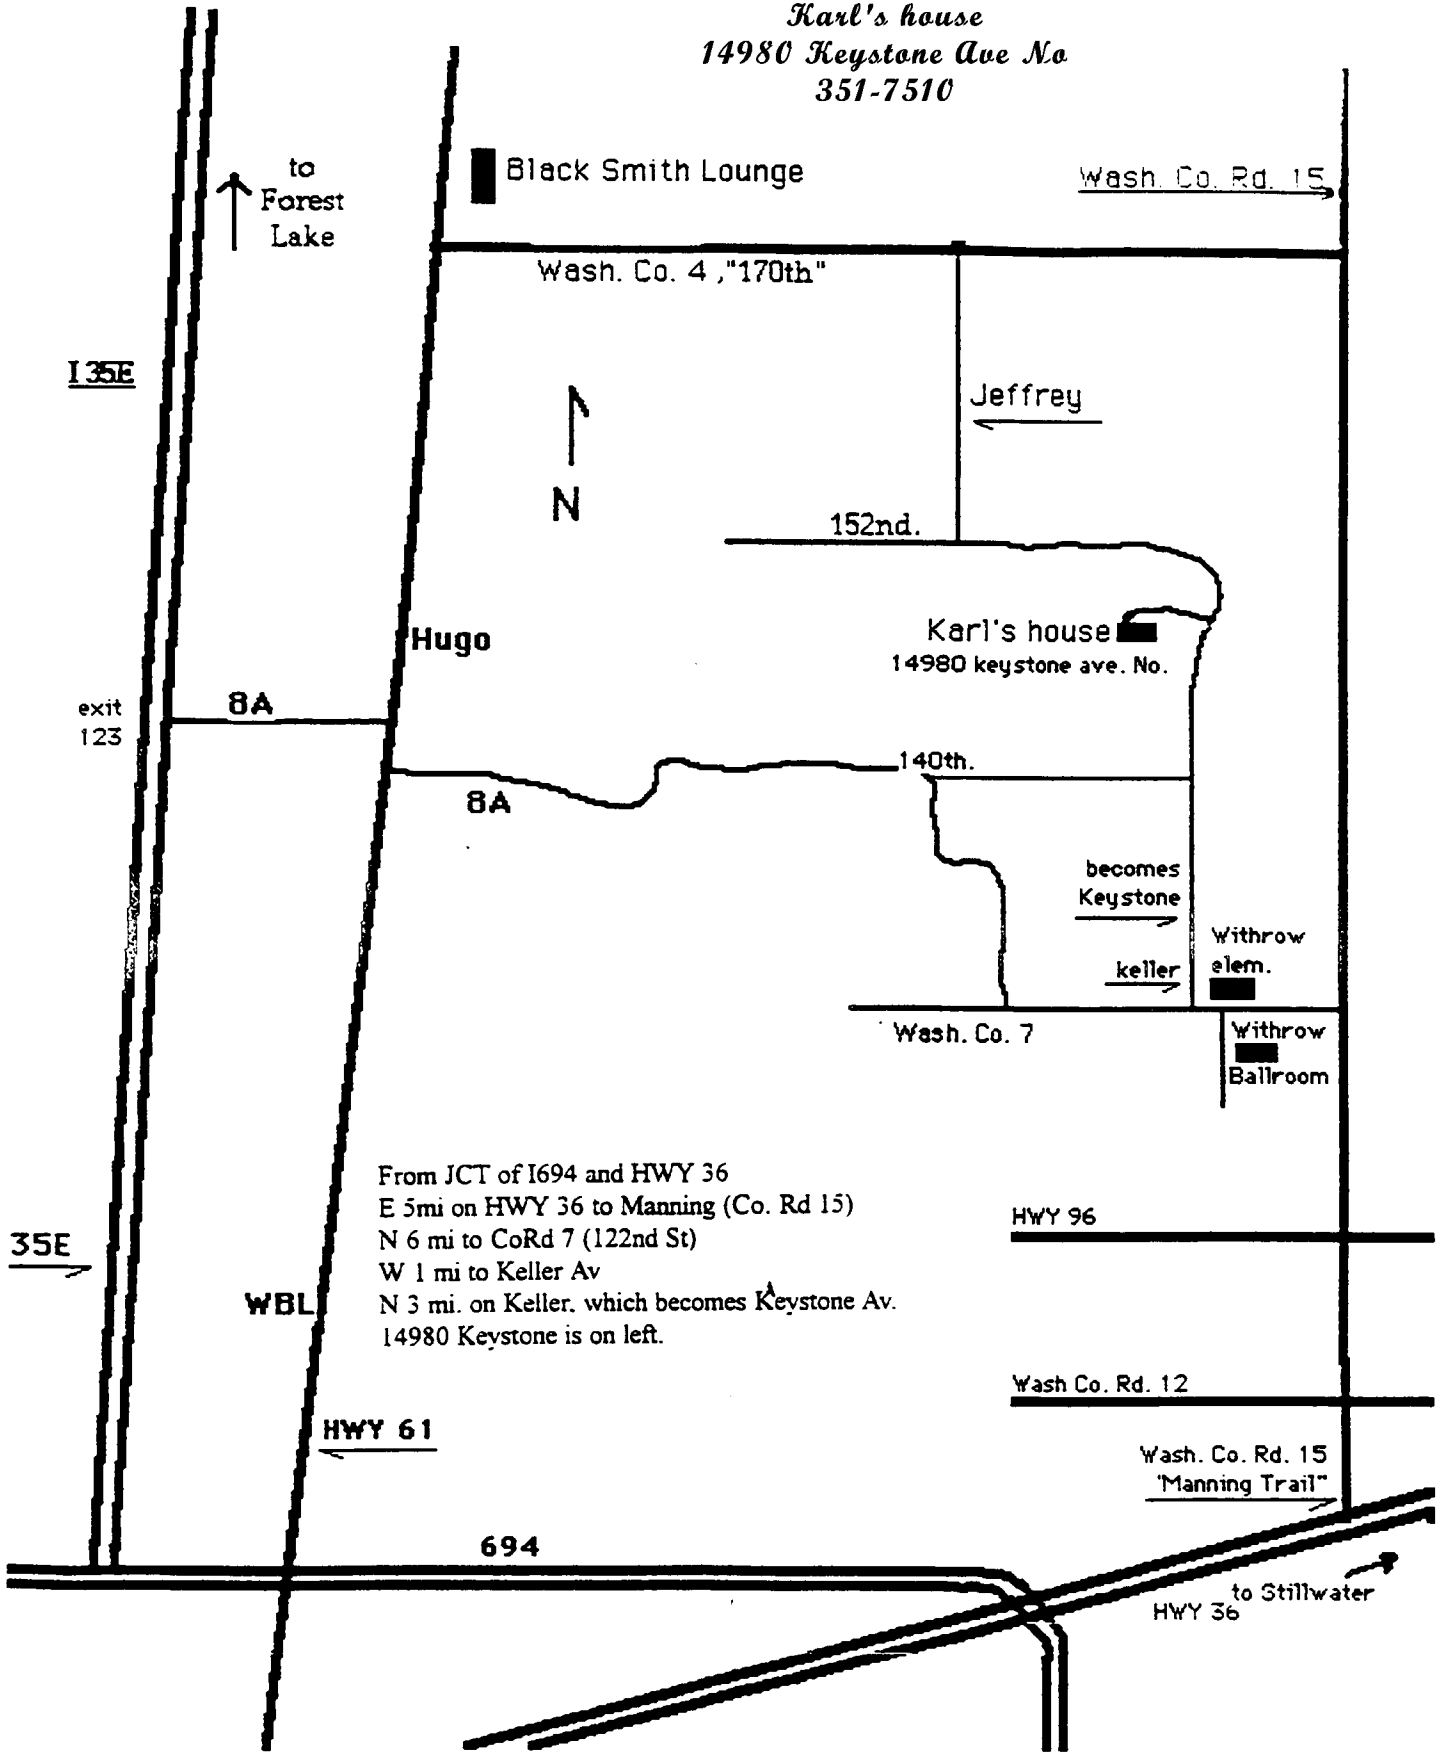 Karl's house
14980 Keystone Ave No
351-7510
to
Forest
Lake
Black Smith Lounge
Wash. Co. Rd. 15
Wash. Co. 4 ,"170th"
I35E
Jeffrey
N
152nd.
Hugo
Karl's house
14980 keystone ave. No.
exit
123
8A
140th.
8A
becomes
Keystone
keller
Withrow
elem.
Wash. Co. 7
Withrow
Ballroom
From JCT of I694 and HWY 36
E 5mi on HWY 36 to Manning (Co. Rd 15)
N 6 mi to CoRd 7 (122nd St)
W 1 mi to Keller Av
N 3 mi. on Keller, which becomes Keystone Av.
14980 Keystone is on left.
HWY 96
35E
WBL
Wash Co. Rd. 12
HWY 61
Wash. Co. Rd. 15
"Manning Trail"
694
to Stillwater
HWY 36